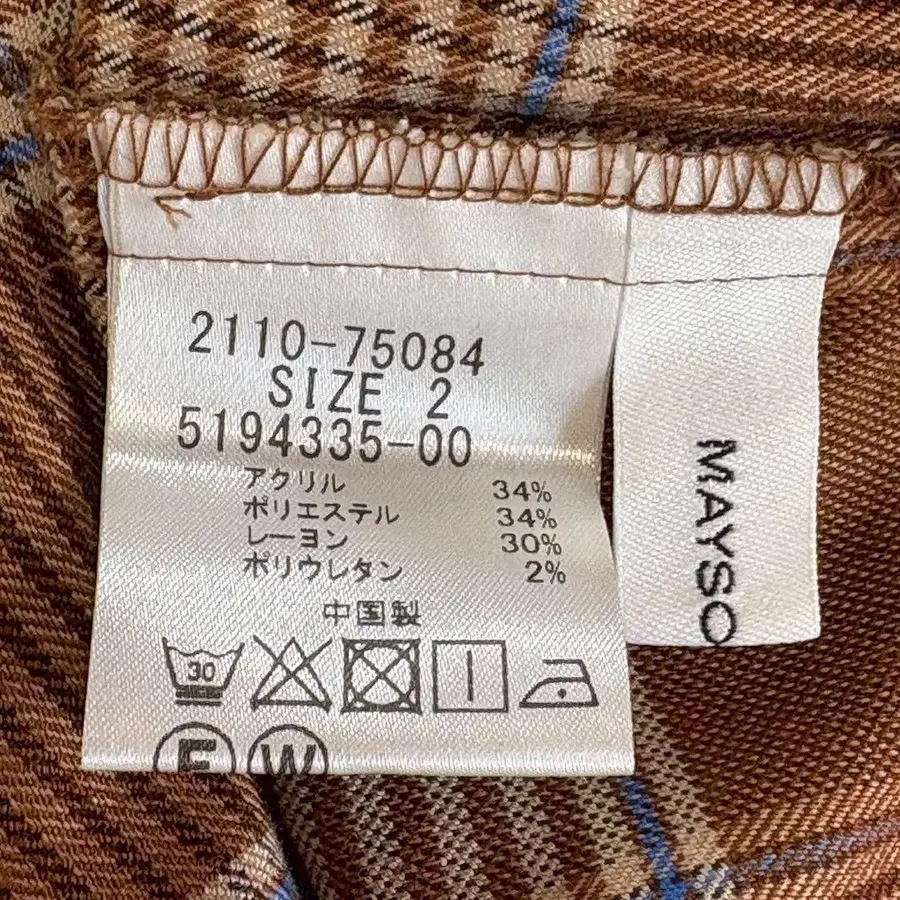 2110-75084
SIZE 2
5194335-00
アクリル 34%
ポリエステル 34%
レーヨン 30%
ポリウレタン 2%
中国製
30
F W
MAYSO